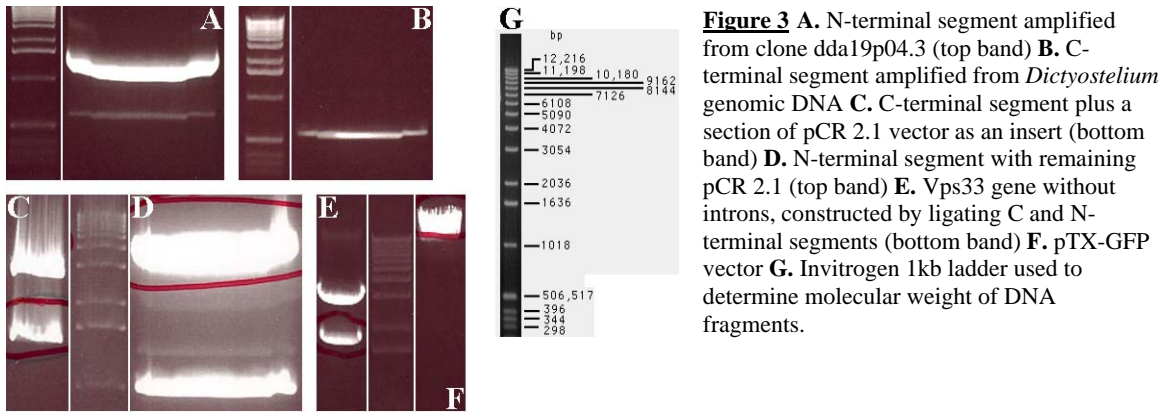 A
B
C
D
E
F
G
bp
12,216
11,198
10,180
9162
8144
7126
6108
5090
4072
3054
2036
1636
1018
506,517
396
344
298
Figure 3 A. N-terminal segment amplified
from clone dda19p04.3 (top band) B. C-
terminal segment amplified from Dictyostelium
genomic DNA C. C-terminal segment plus a
section of pCR 2.1 vector as an insert (bottom
band) D. N-terminal segment with remaining
pCR 2.1 (top band) E. Vps33 gene without
introns, constructed by ligating C and N-
terminal segments (bottom band) F. pTX-GFP
vector G. Invitrogen 1kb ladder used to
determine molecular weight of DNA
fragments.